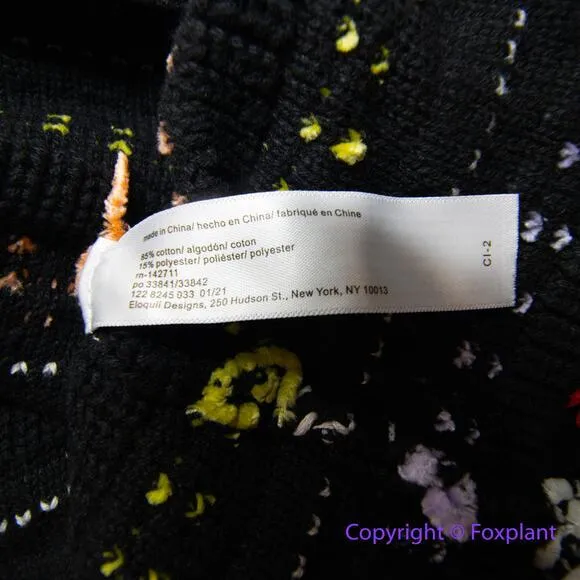 made in China/ hecho en China/ fabriqué en Chine
85% cotton/ algodón/ coton
15% polyester/ poliéster/ polyester
rn-142711
po 33841/33842
122 8245 033 01/21
Eloquii Designs, 250 Hudson St., New York, NY 10013
CI-2
Copyright © Foxplant